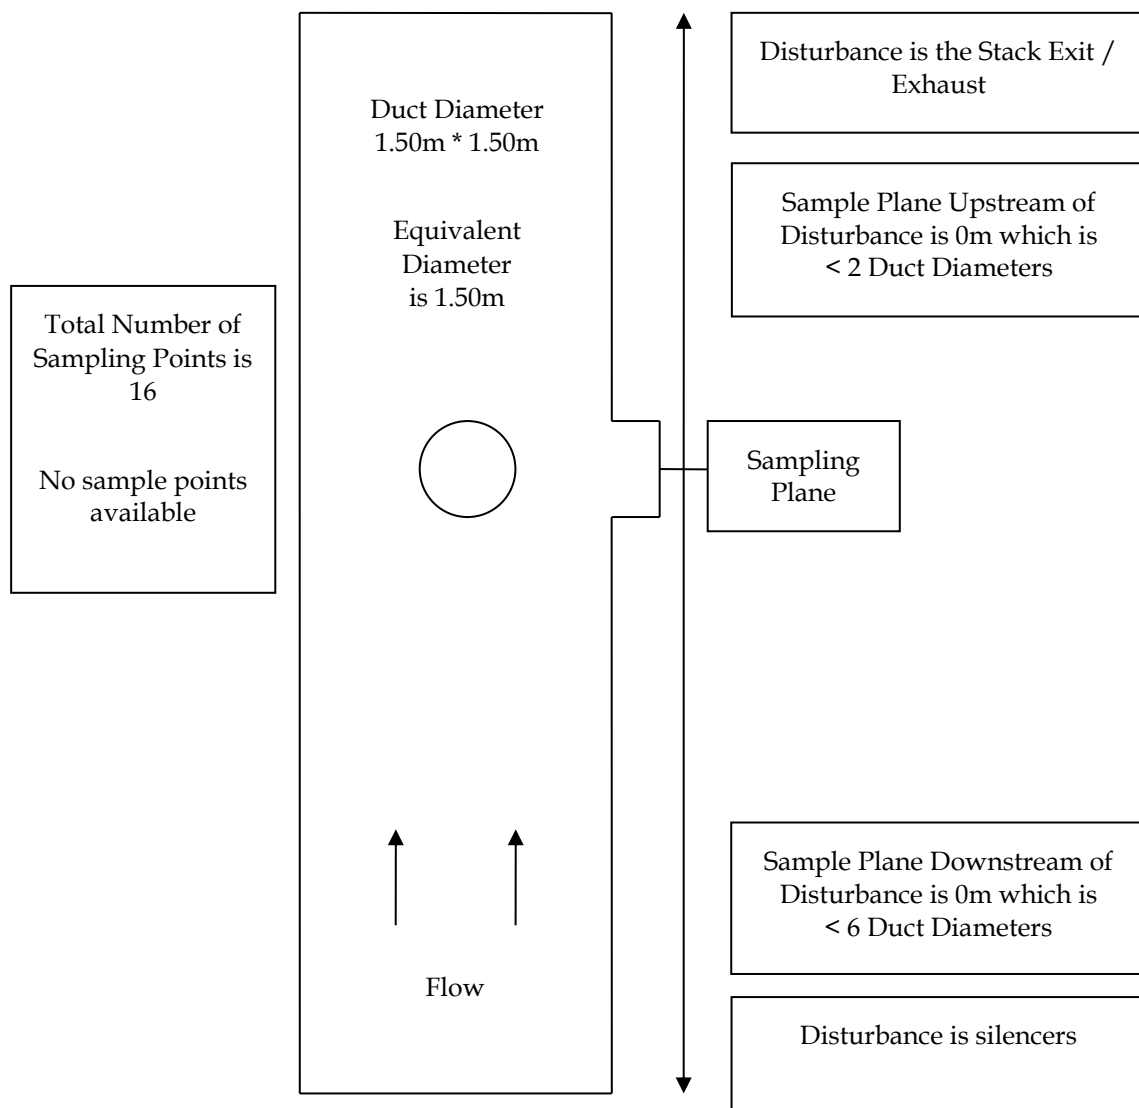 Disturbance is the Stack Exit /
Exhaust
Duct Diameter
1.50m * 1.50m
Sample Plane Upstream of
Disturbance is 0m which is
< 2 Duct Diameters
Equivalent
Diameter
is 1.50m
Total Number of
Sampling Points is
16
No sample points
available
Sampling
Plane
Sample Plane Downstream of
Disturbance is 0m which is
< 6 Duct Diameters
Flow
Disturbance is silencers